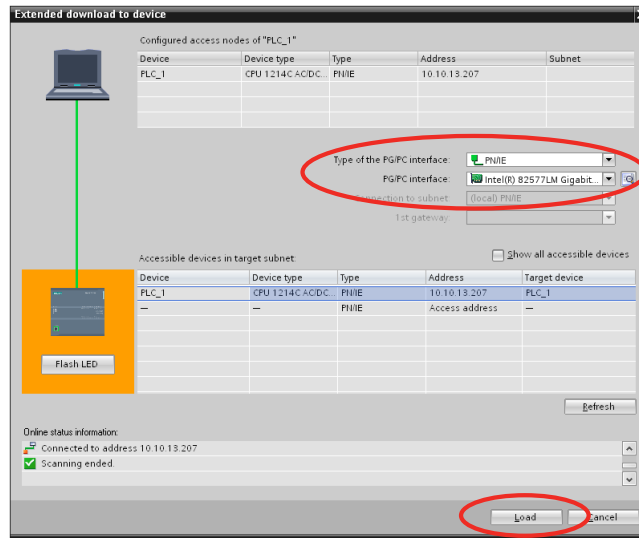 Extended download to device
Configured access nodes of "PLC_1"
Device Device type Type Address Subnet
PLC_1 CPU 1214C AC/DC... PN/IE 10.10.13.207
Type of the PG/PC interface: PN/IE
PG/PC interface: Intel(R) 82577LM Gigabit...
Connection to subnet: (local) PN/IE
1st gateway:
Accessible devices in target subnet: Show all accessible devices
Device Device type Type Address Target device
PLC_1 CPU 1214C AC/DC... PN/IE 10.10.13.207 PLC_1
— — PN/IE Access address —
Flash LED
Refresh
Online status information:
Connected to address 10.10.13.207
Scanning ended.
Load Cancel